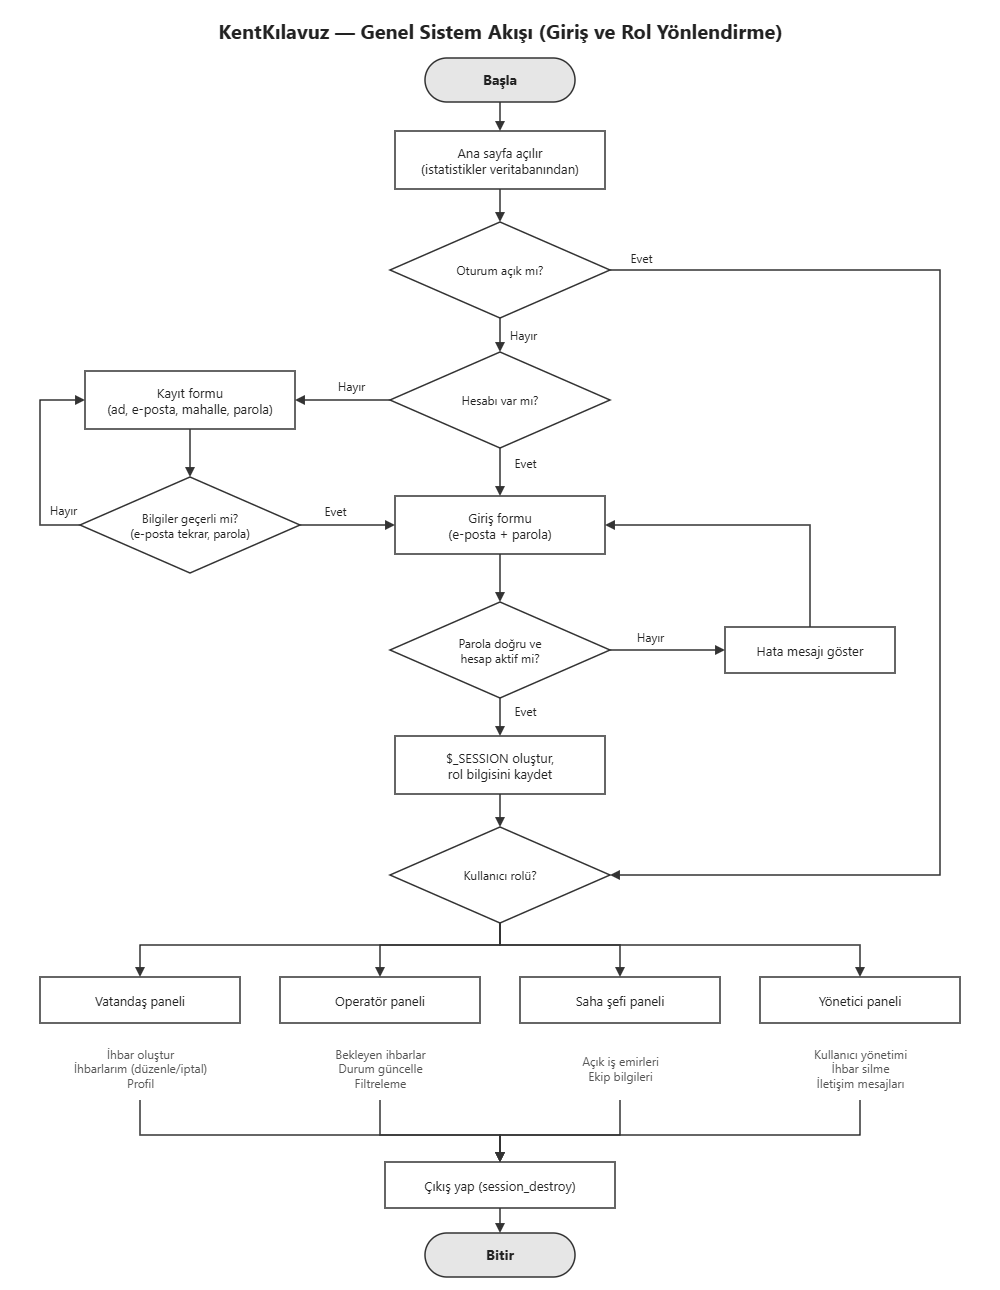 KentKılavuz — Genel Sistem Akışı (Giriş ve Rol Yönlendirme)
Başla
Ana sayfa açılır
(istatistikler veritabanından)
Oturum açık mı?
Evet
Hayır
Hesabı var mı?
Hayır
Evet
Kayıt formu
(ad, e-posta, mahalle, parola)
Bilgiler geçerli mi?
(e-posta tekrar, parola)
Hayır
Evet
Giriş formu
(e-posta + parola)
Parola doğru ve
hesap aktif mi?
Hayır
Hata mesajı göster
Evet
$_SESSION oluştur,
rol bilgisini kaydet
Kullanıcı rolü?
Vatandaş paneli
Operatör paneli
Saha şefi paneli
Yönetici paneli
İhbar oluştur
İhbarlarım (düzenle/iptal)
Profil
Bekleyen ihbarlar
Durum güncelle
Filtreleme
Açık iş emirleri
Ekip bilgileri
Kullanıcı yönetimi
İhbar silme
İletişim mesajları
Çıkış yap (session_destroy)
Bitir